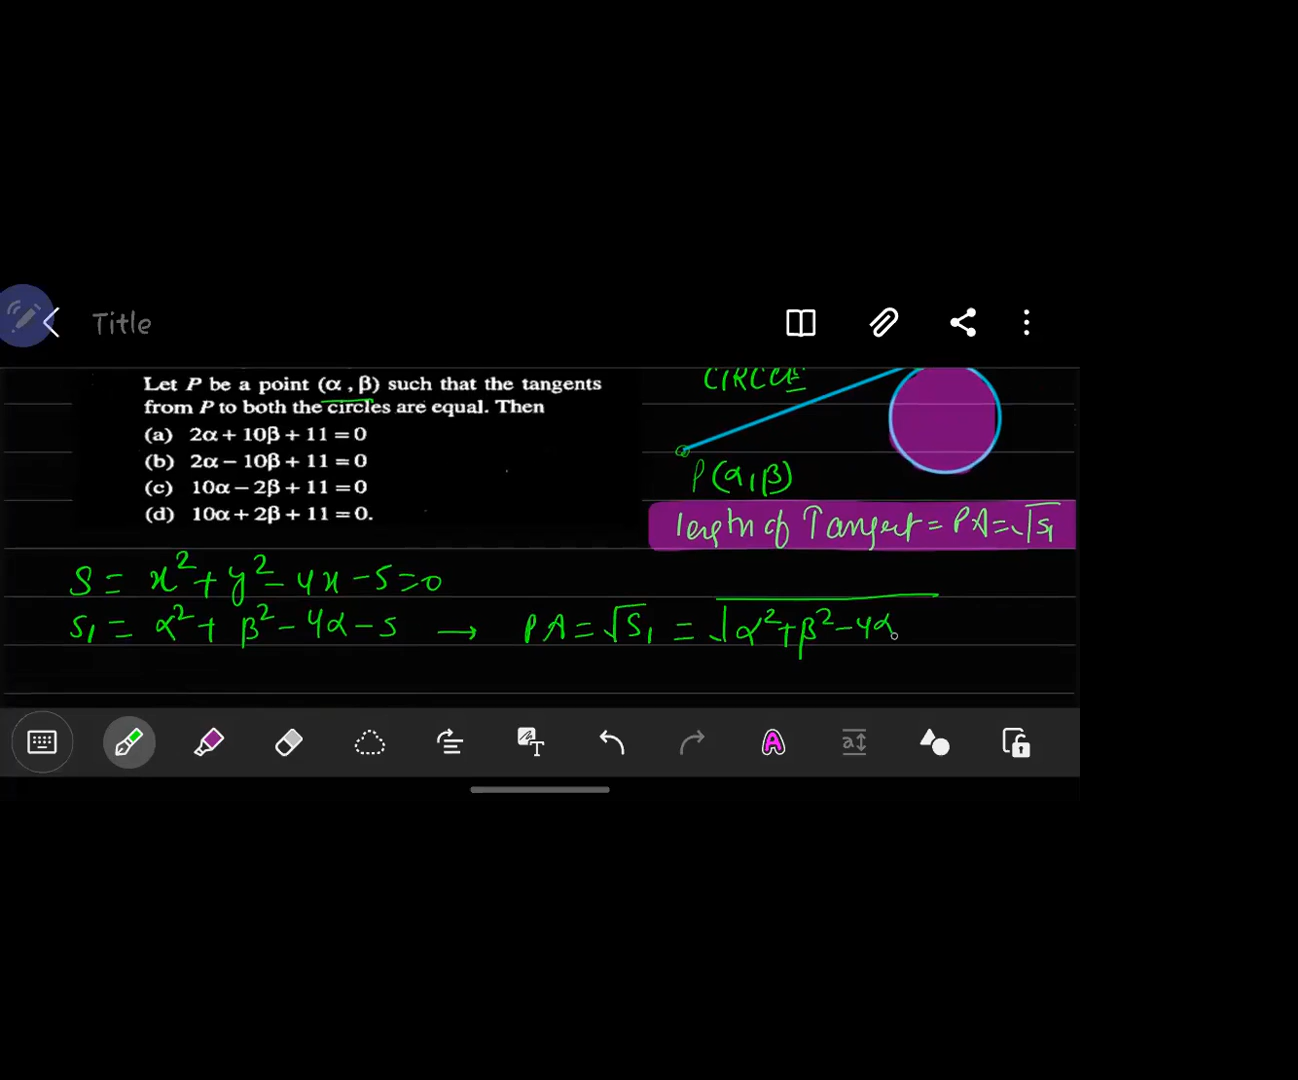 Title
Let P be a point (α , β) such that the tangents
from P to both the circles are equal. Then
(a) 2α + 10β + 11 = 0
(b) 2α − 10β + 11 = 0
(c) 10α − 2β + 11 = 0
(d) 10α + 2β + 11 = 0.
CIRCLE
P(α, β)
length of Tangent = PA = √S₁
S = x² + y² - 4x - 5 = 0
S₁ = α² + β² - 4α - 5 → PA = √S₁ = √α² + β² - 4α
A
T
a